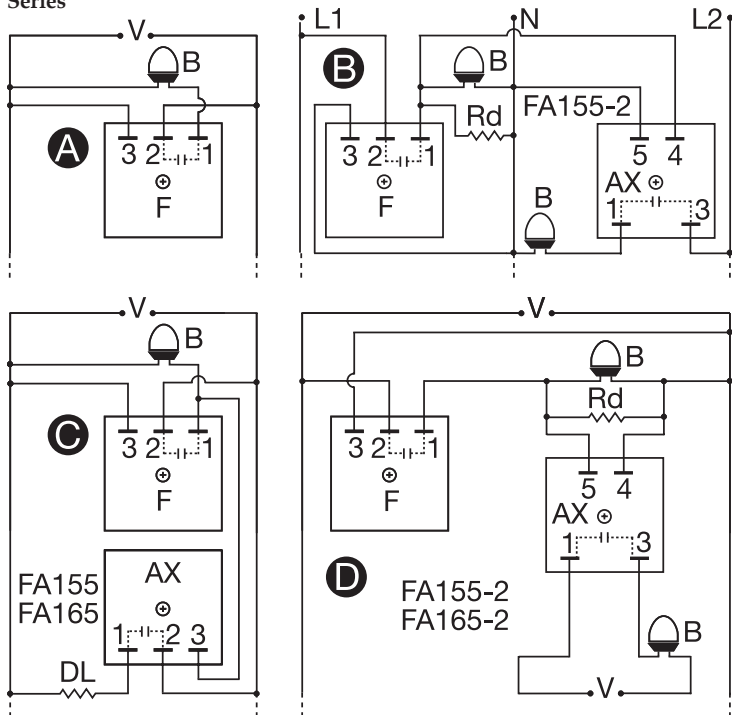 Series
V
B
A
3 2 1
F
L1
N
L2
B
B
Rd
FA155-2
3 2 1
F
5 4
AX
1 3
B
V
B
C
3 2 1
F
FA155
FA165
AX
1 2 3
DL
V
B
Rd
3 2 1
F
5 4
AX
1 3
D
FA155-2
FA165-2
B
V